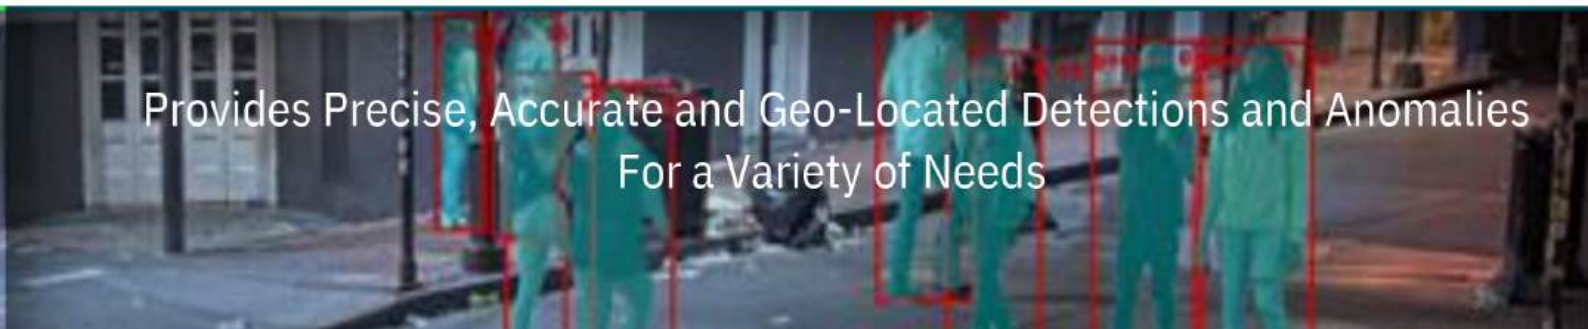 Provides Precise, Accurate and Geo-Located Detections and Anomalies
For a Variety of Needs